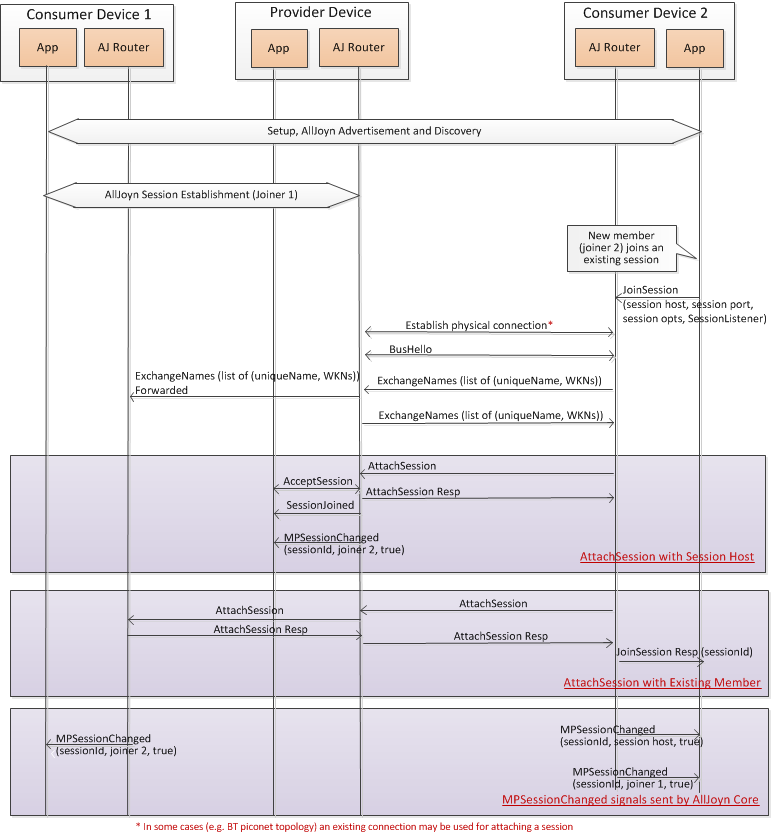 Consumer Device 1
Provider Device
Consumer Device 2
App
AJ Router
App
AJ Router
AJ Router
App
Setup, AllJoyn Advertisement and Discovery
AllJoyn Session Establishment (Joiner 1)
New member
(joiner 2) joins an
existing session
JoinSession
(session host, session port,
session opts, SessionListener)
Establish physical connection*
BusHello
ExchangeNames (list of (uniqueName, WKNs))
Forwarded
ExchangeNames (list of (uniqueName, WKNs))
ExchangeNames (list of (uniqueName, WKNs))
AttachSession
AcceptSession
AttachSession Resp
SessionJoined
MPSessionChanged
(sessionId, joiner 2, true)
AttachSession with Session Host
AttachSession
AttachSession
AttachSession Resp
AttachSession Resp
JoinSession Resp (sessionId)
AttachSession with Existing Member
MPSessionChanged
(sessionId, session host, true)
MPSessionChanged
(sessionId, joiner 2, true)
MPSessionChanged
(sessionId, joiner 1, true)
MPSessionChanged signals sent by AllJoyn Core
* In some cases (e.g. BT piconet topology) an existing connection may be used for attaching a session